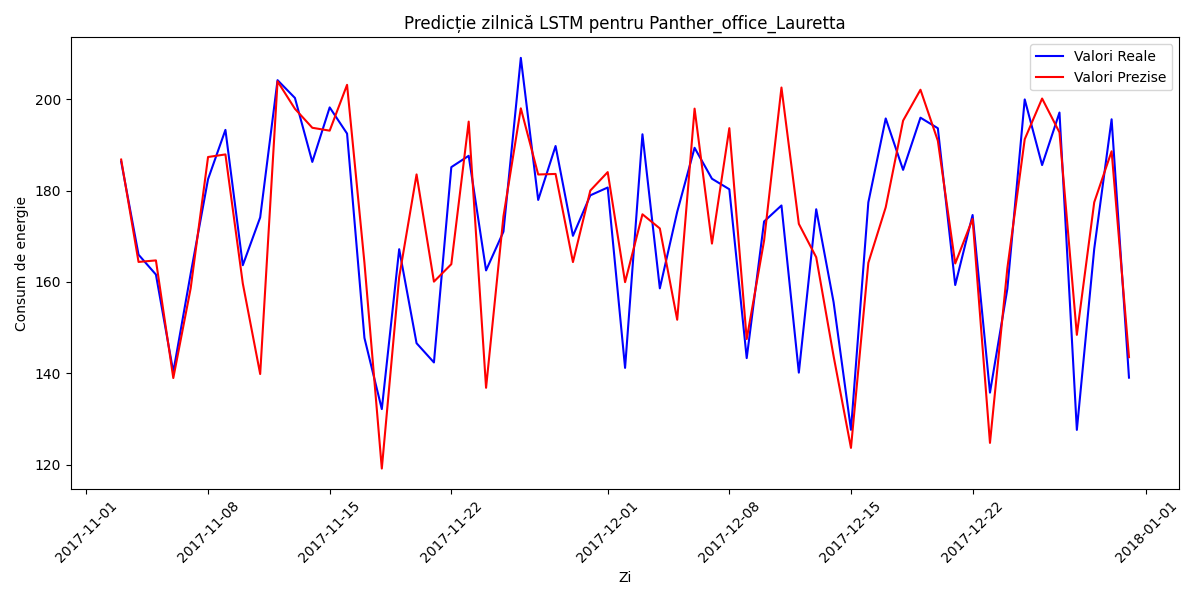 Predicție zilnică LSTM pentru Panther_office_Lauretta
Valori Reale
Valori Prezise
Consum de energie
200
180
160
140
120
2017-11-01
2017-11-08
2017-11-15
2017-11-22
2017-12-01
2017-12-08
2017-12-15
2017-12-22
2018-01-01
Zi